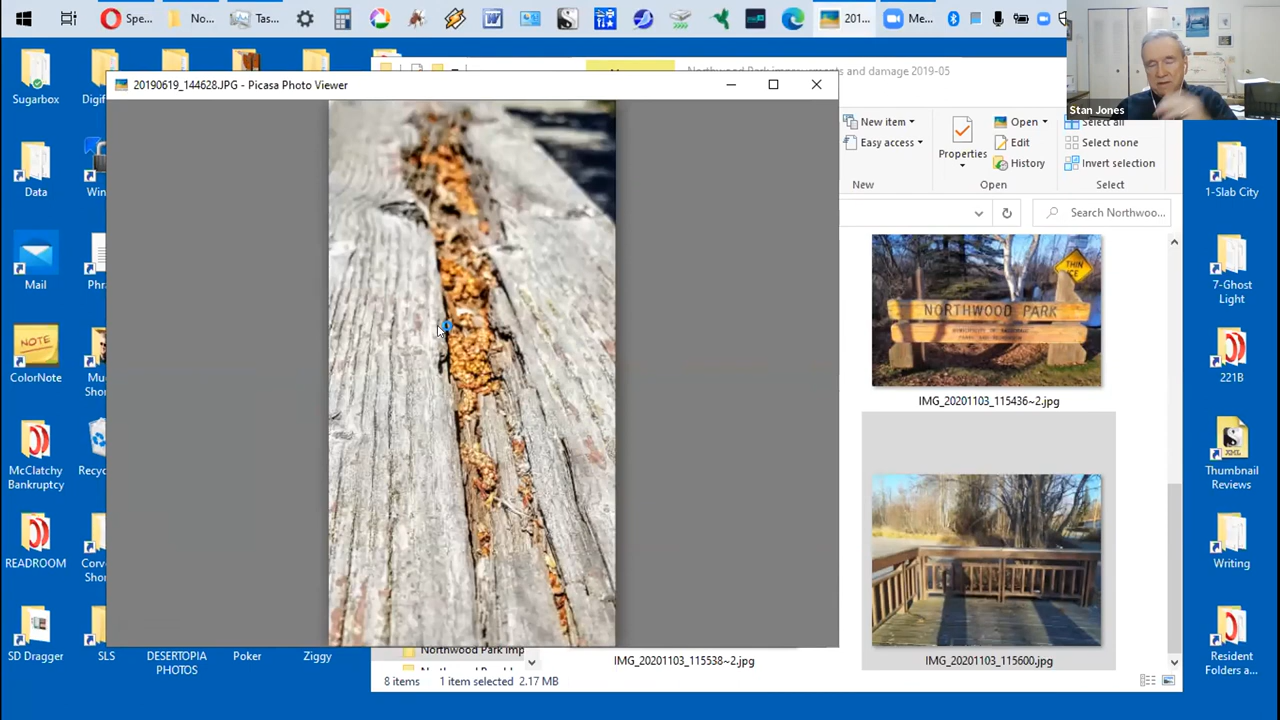 Spe...
No...
Tas...
201...
Me...
Stan Jones
20190619_144628.JPG - Picasa Photo Viewer
Northwood Park improvements and damage 2019-05
New item
Easy access
Properties
Open
Edit
History
Select all
Select none
Invert selection
New
Open
Select
Search Northwoo...
Sugarbox
Data
Mail
NOTE
ColorNote
McClatchy
Bankruptcy
READROOM
SD Dragger
SLS
DESERTOPIA
PHOTOS
Poker
Ziggy
THIN
ICE
NORTHWOOD PARK
IMG_20201103_115436~2.jpg
IMG_20201103_115538~2.jpg
IMG_20201103_115600.jpg
Northwood Park imp
8 items
1 item selected 2.17 MB
1-Slab City
7-Ghost
Light
221B
XML
Thumbnail
Reviews
Writing
Resident
Folders a...